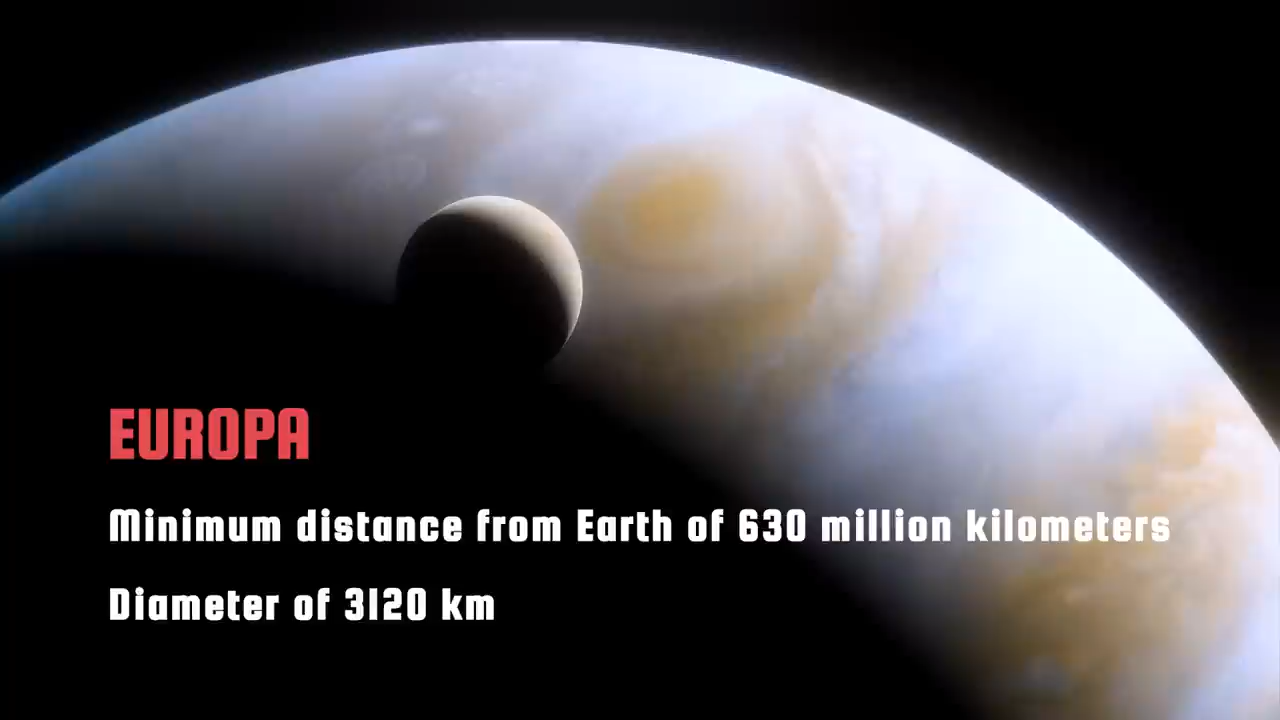 EUROPA
Minimum distance from Earth of 630 million kilometers
Diameter of 3120 km